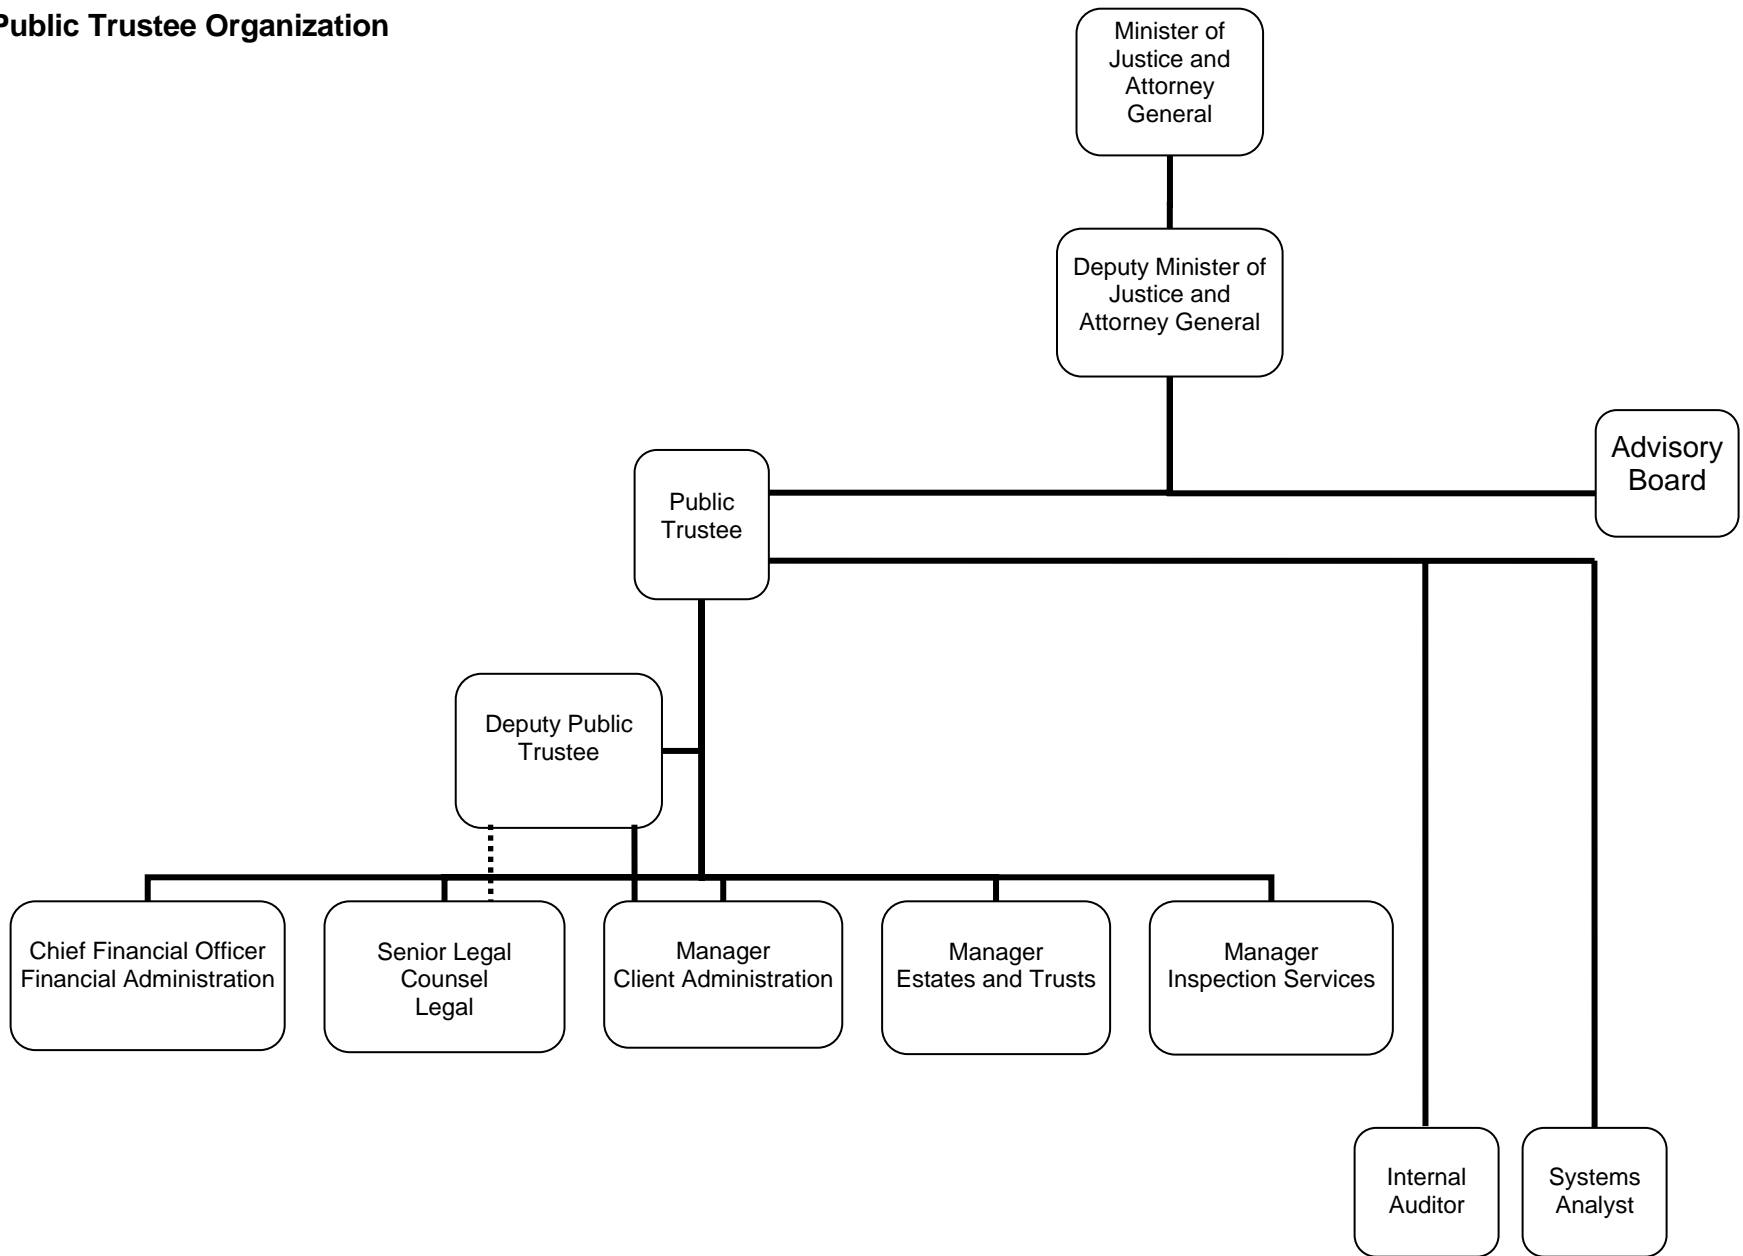 Public Trustee Organization
Minister of
Justice and
Attorney
General
Deputy Minister of
Justice and
Attorney General
Advisory
Board
Public
Trustee
Deputy Public
Trustee
Chief Financial Officer
Financial Administration
Senior Legal
Counsel
Legal
Manager
Client Administration
Manager
Estates and Trusts
Manager
Inspection Services
Internal
Auditor
Systems
Analyst